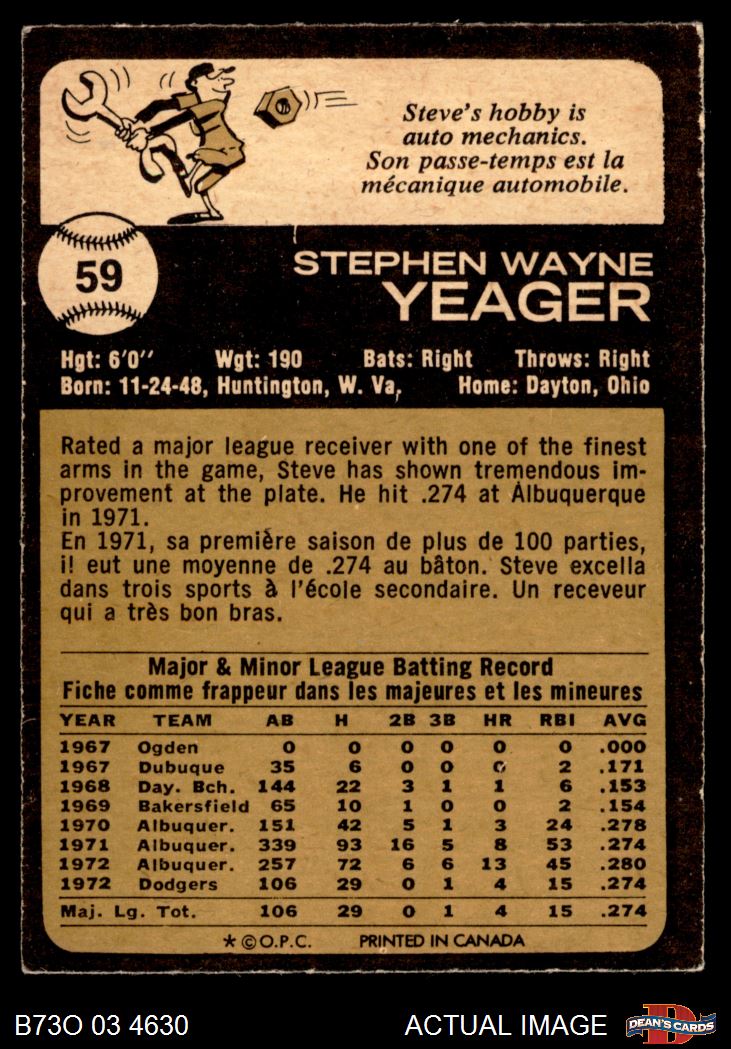 Steve's hobby is
auto mechanics.
Son passe-temps est la
mécanique automobile.
59
STEPHEN WAYNE
YEAGER
Hgt: 6'0" Wgt: 190 Bats: Right Throws: Right
Born: 11-24-48, Huntington, W. Va, Home: Dayton, Ohio
Rated a major league receiver with one of the finest
arms in the game, Steve has shown tremendous im-
provement at the plate. He hit .274 at Albuquerque
in 1971.
En 1971, sa première saison de plus de 100 parties,
il eut une moyenne de .274 au bâton. Steve excella
dans trois sports à l'école secondaire. Un receveur
qui a très bon bras.
Major & Minor League Batting Record
Fiche comme frappeur dans les majeures et les mineures
YEAR TEAM AB H 2B 3B HR RBI AVG
1967 Ogden 0 0 0 0 0 0 .000
1967 Dubuque 35 6 0 0 0 2 .171
1968 Day. Bch. 144 22 3 1 1 6 .153
1969 Bakersfield 65 10 1 0 0 2 .154
1970 Albuquer. 151 42 5 1 3 24 .278
1971 Albuquer. 339 93 16 5 8 53 .274
1972 Albuquer. 257 72 6 6 13 45 .280
1972 Dodgers 106 29 0 1 4 15 .274
Maj. Lg. Tot. 106 29 0 1 4 15 .274
* © O.P.C. PRINTED IN CANADA
B73O 03 4630 ACTUAL IMAGE D DEAN'S CARDS